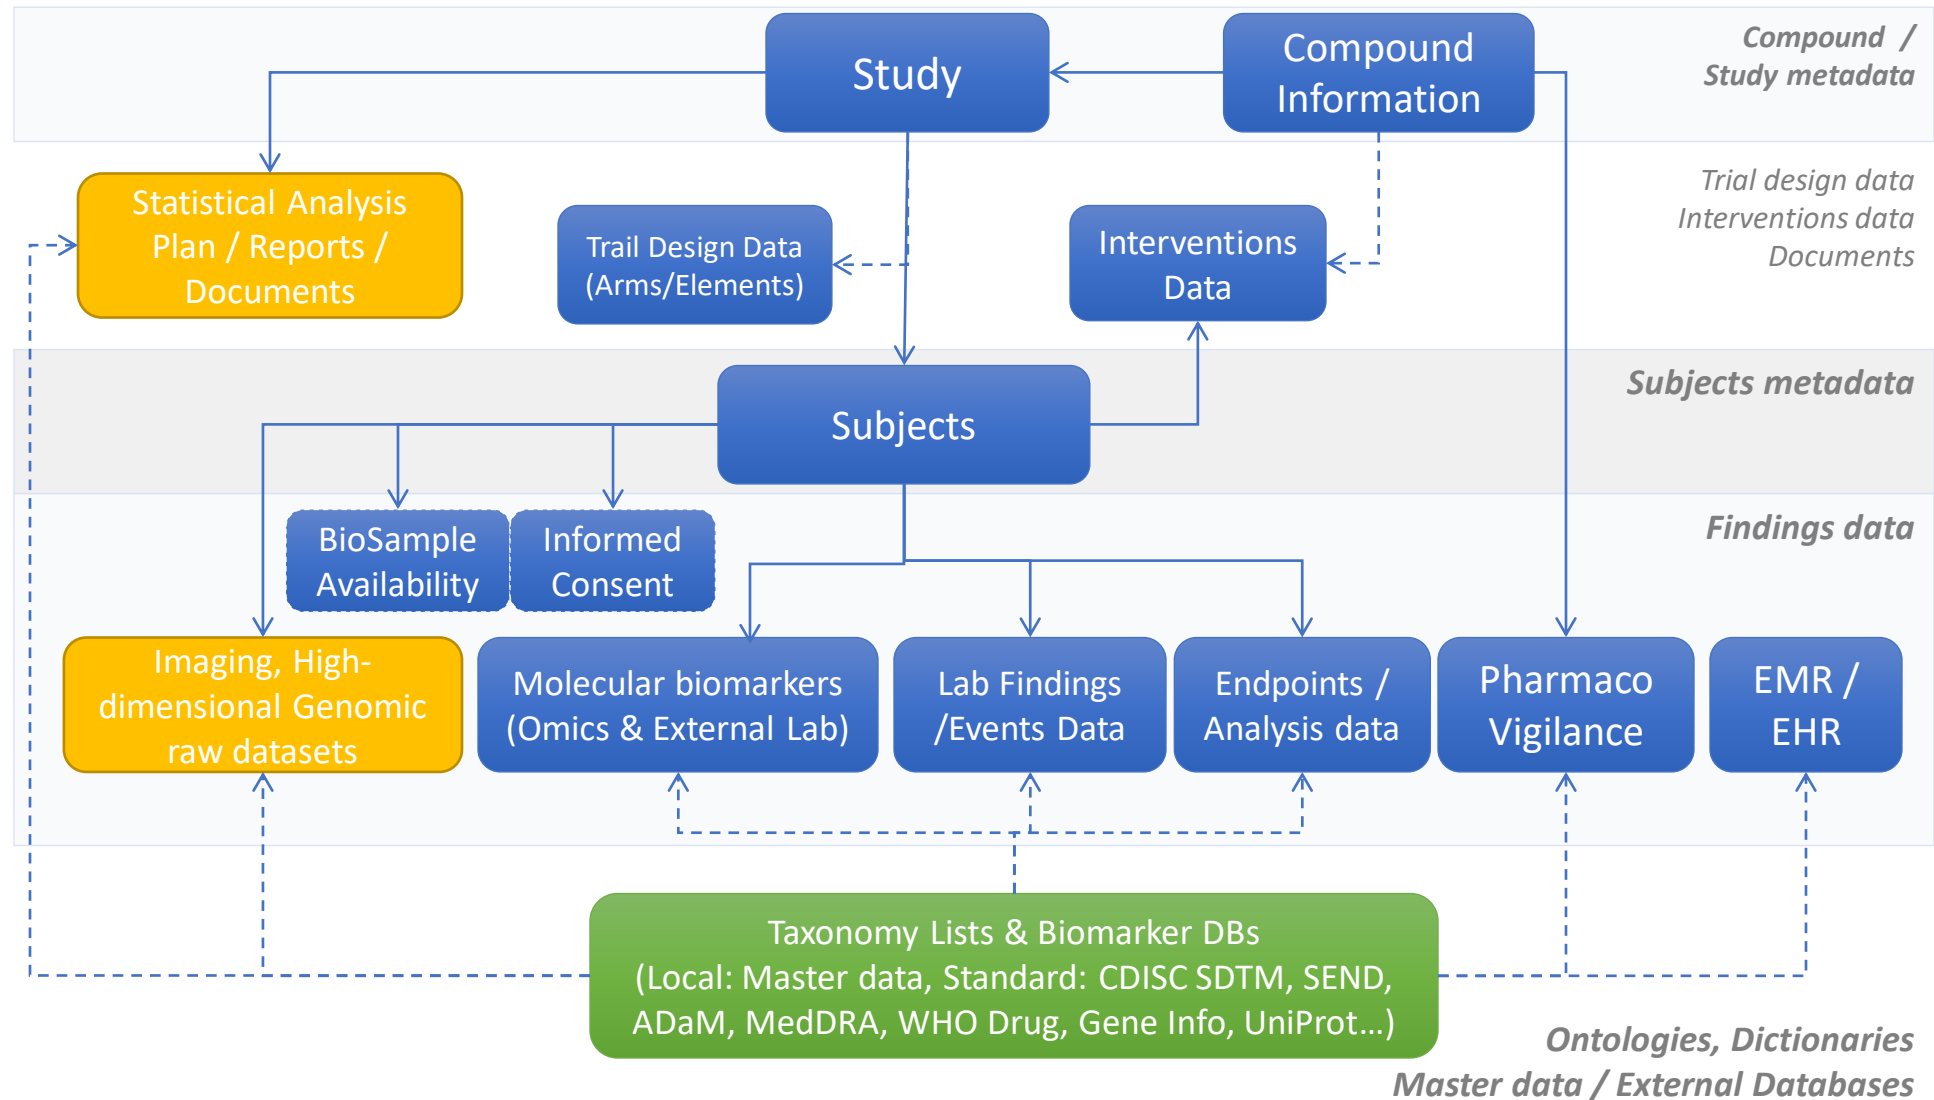 Study
Compound
Information
Compound /
Study metadata
Statistical Analysis
Plan / Reports /
Documents
Trail Design Data
(Arms/Elements)
Interventions
Data
Trial design data
Interventions data
Documents
Subjects
Subjects metadata
BioSample
Availability
Informed
Consent
Findings data
Imaging, High-
dimensional Genomic
raw datasets
Molecular biomarkers
(Omics & External Lab)
Lab Findings
/Events Data
Endpoints /
Analysis data
Pharmaco
Vigilance
EMR /
EHR
Taxonomy Lists & Biomarker DBs
(Local: Master data, Standard: CDISC SDTM, SEND,
ADaM, MedDRA, WHO Drug, Gene Info, UniProt...)
Ontologies, Dictionaries
Master data / External Databases